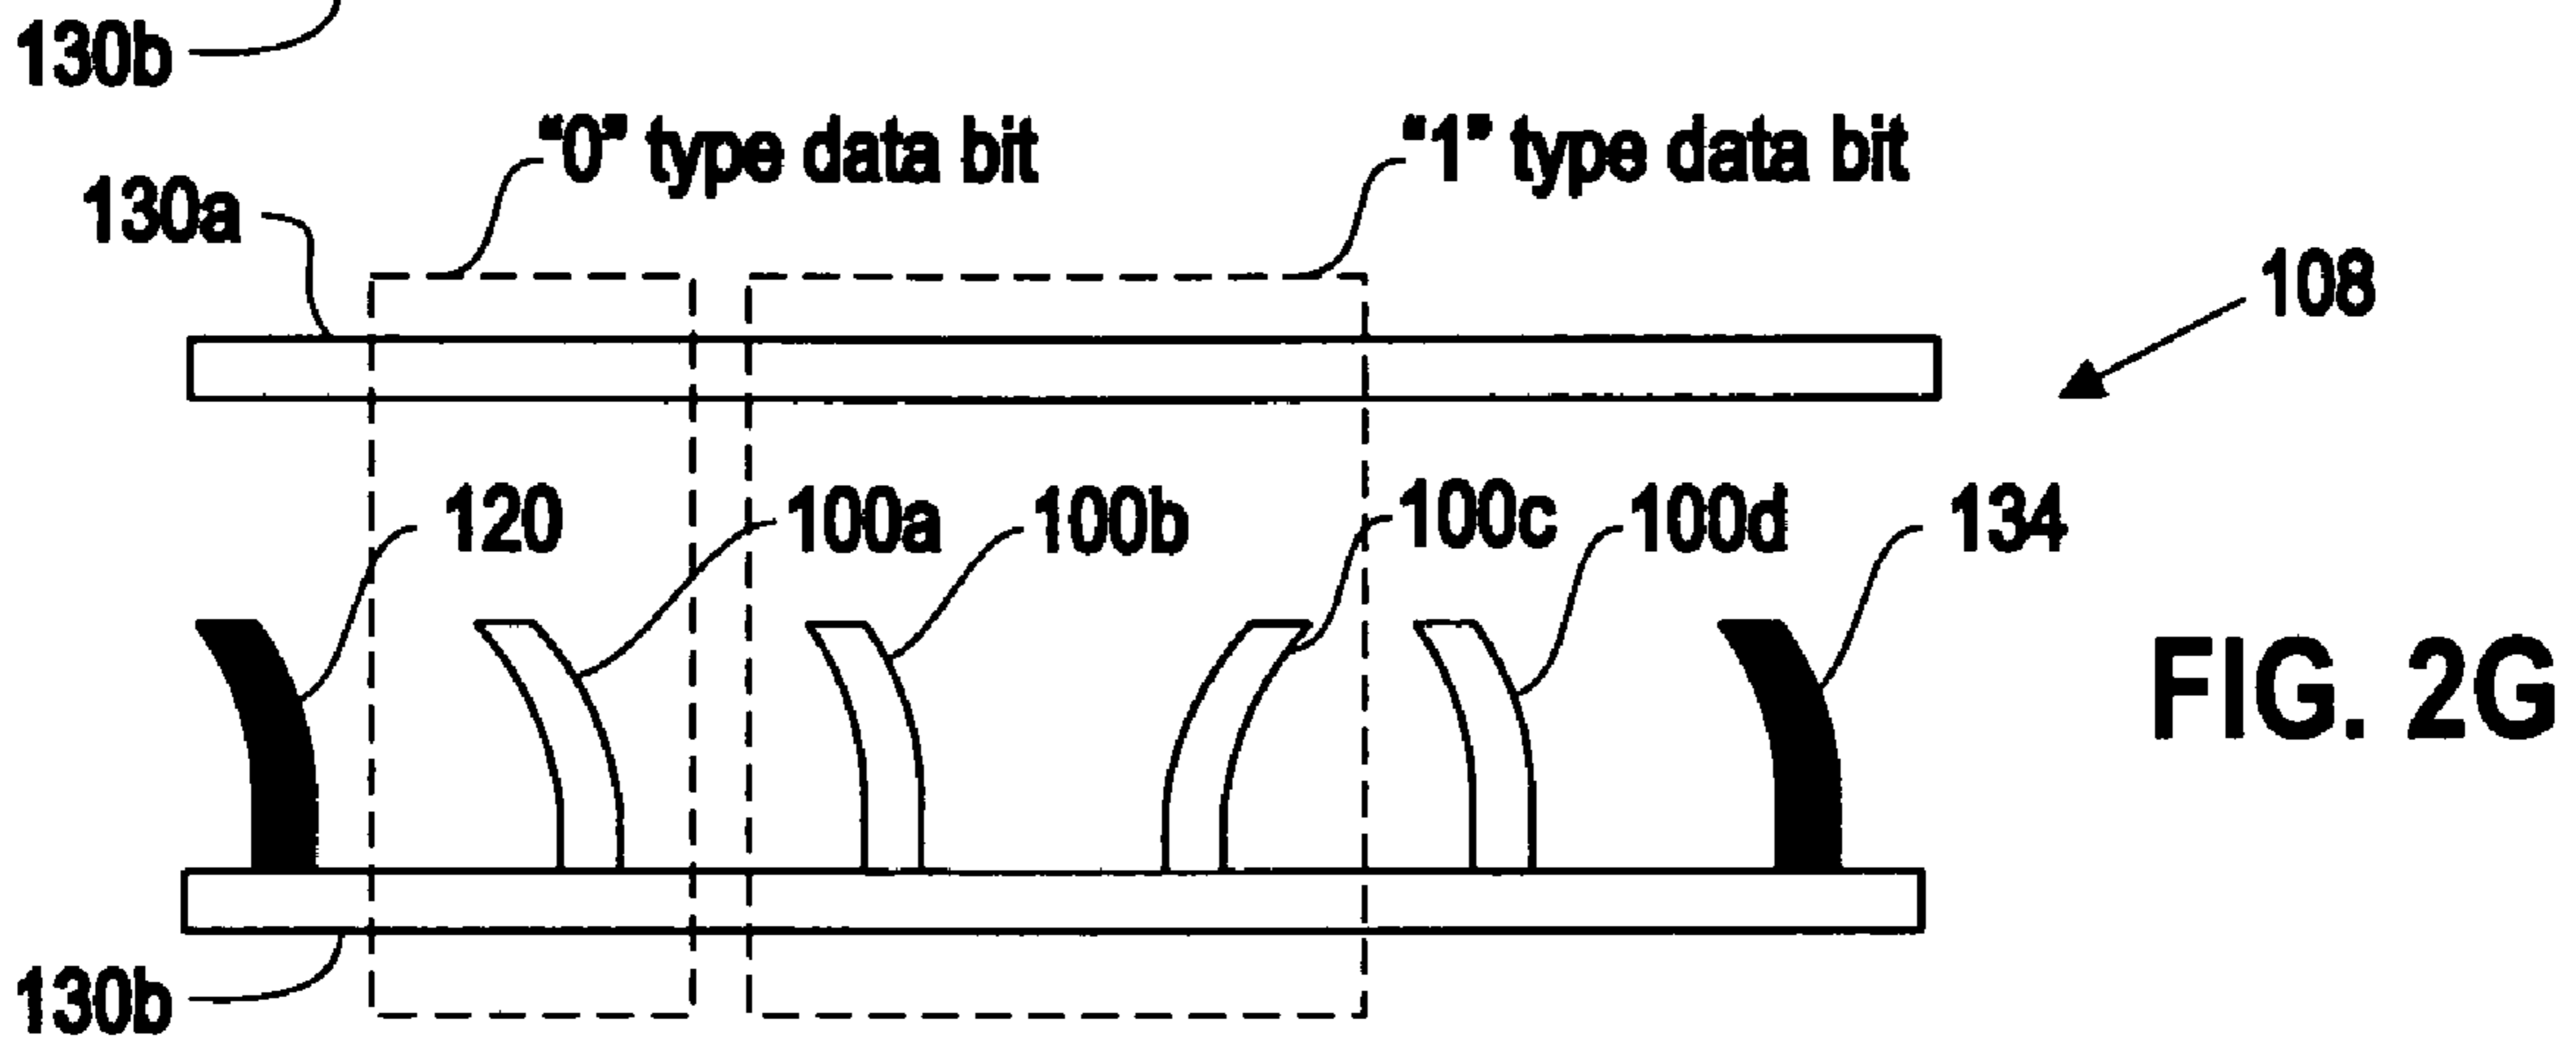 130b
“0” type data bit
“1” type data bit
130a
108
120
100a
100b
100c
100d
134
FIG. 2G
130b